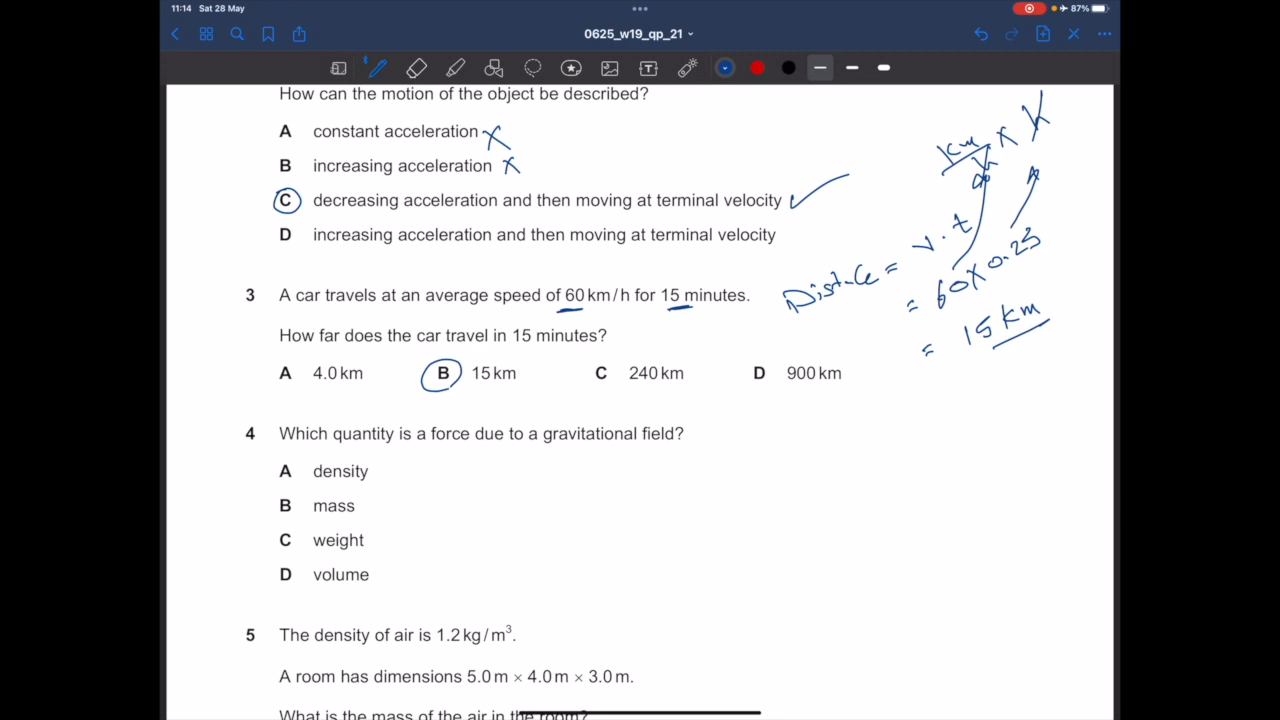 11:14 Sat 28 May
87%
0625_w19_qp_21
How can the motion of the object be described?
A constant acceleration X
B increasing acceleration X
C decreasing acceleration and then moving at terminal velocity ✓
D increasing acceleration and then moving at terminal velocity
3 A car travels at an average speed of 60 km/h for 15 minutes.
How far does the car travel in 15 minutes?
A 4.0 km B 15 km C 240 km D 900 km
km/h x h
Distace = v.t
= 60 x 0.25
= 15 km
4 Which quantity is a force due to a gravitational field?
A density
B mass
C weight
D volume
5 The density of air is 1.2 kg/m³.
A room has dimensions 5.0 m × 4.0 m × 3.0 m.
What is the mass of the air in the room?